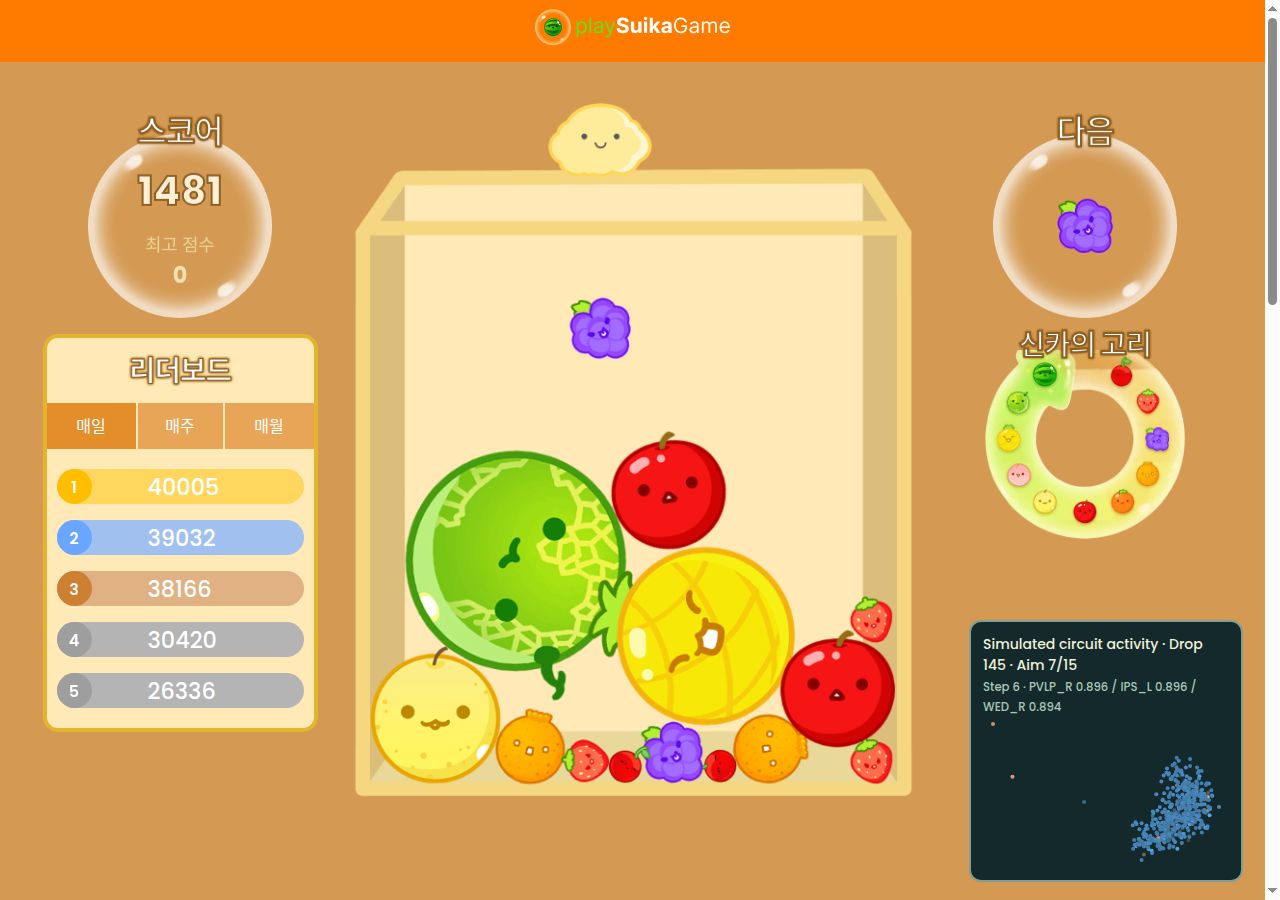 playSuikaGame
스코어
1481
최고 점수
0
리더보드
매일 매주 매월
1 40005
2 39032
3 38166
4 30420
5 26336
다음
신카의 고리
Simulated circuit activity · Drop
145 · Aim 7/15
Step 6 · PVLP_R 0.896 / IPS_L 0.896 /
WED_R 0.894